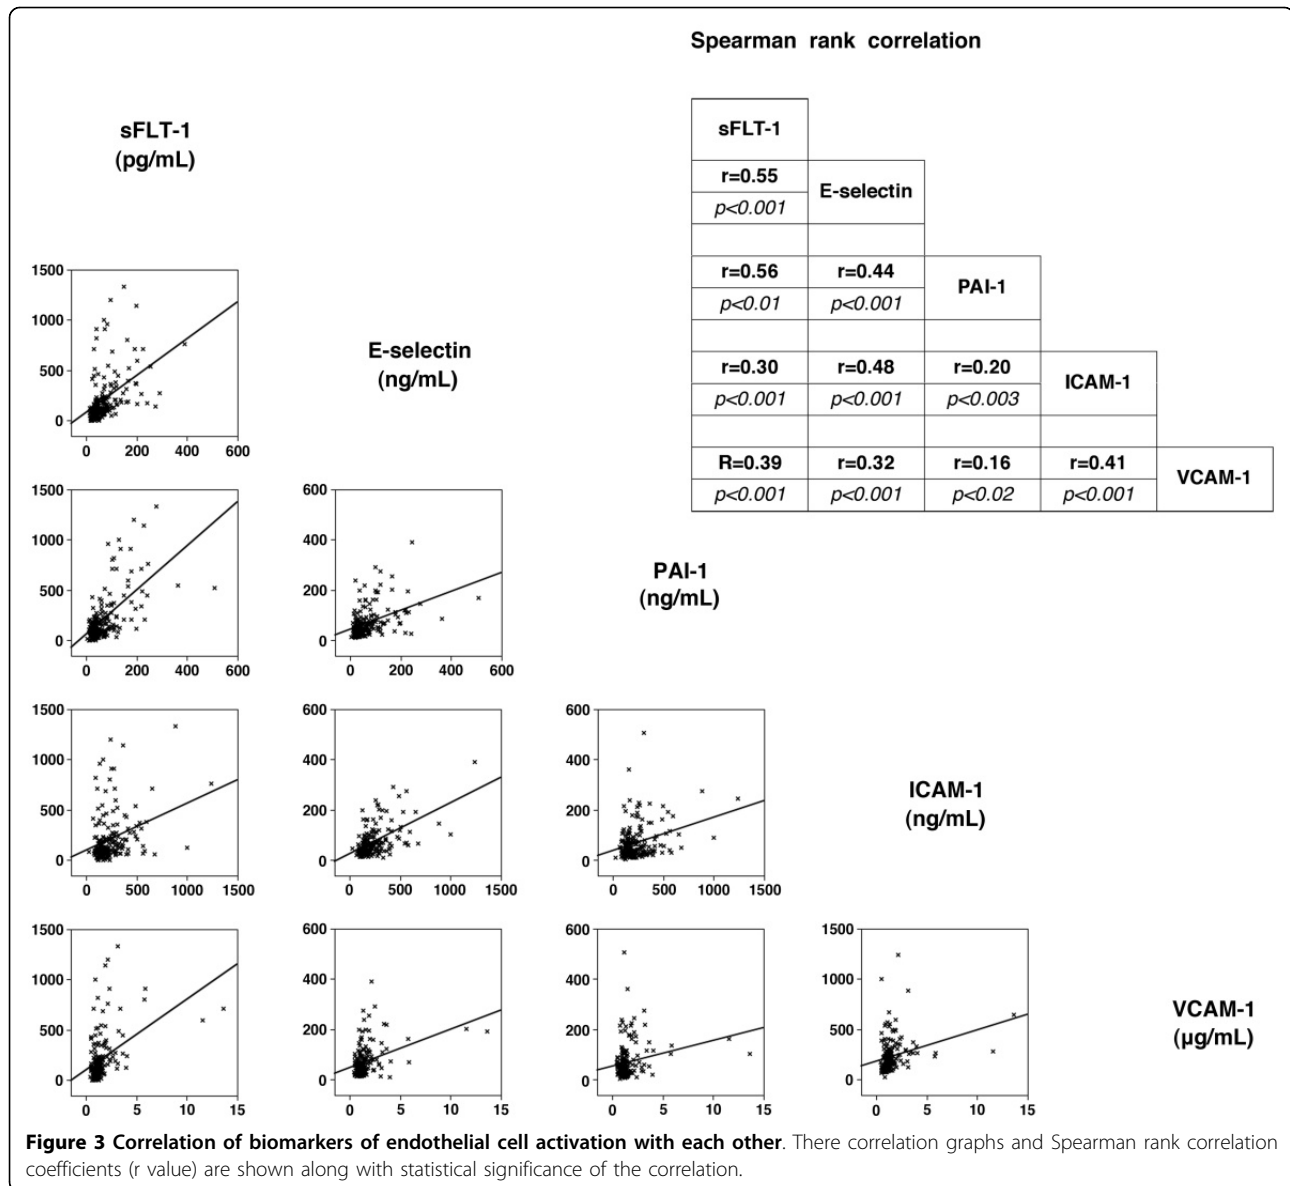 Spearman rank correlation
sFLT-1
r=0.55
E-selectin
p<0.001
r=0.56 r=0.44
PAI-1
p<0.01 p<0.001
r=0.30 r=0.48 r=0.20
ICAM-1
p<0.001 p<0.001 p<0.003
R=0.39 r=0.32 r=0.16 r=0.41
VCAM-1
p<0.001 p<0.001 p<0.02 p<0.001
sFLT-1
(pg/mL)
1500
1000
500
0
0 200 400 600
E-selectin
(ng/mL)
1500
1000
500
0
0 200 400 600
600
400
200
0
0 200 400 600
PAI-1
(ng/mL)
1500
1000
500
0
0 500 1000 1500
600
400
200
0
0 500 1000 1500
600
400
200
0
0 500 1000 1500
ICAM-1
(ng/mL)
1500
1000
500
0
0 5 10 15
600
400
200
0
0 5 10 15
600
400
200
0
0 5 10 15
1500
1000
500
0
0 5 10 15
VCAM-1
(µg/mL)
Figure 3 Correlation of biomarkers of endothelial cell activation with each other. There correlation graphs and Spearman rank correlation
coefficients (r value) are shown along with statistical significance of the correlation.